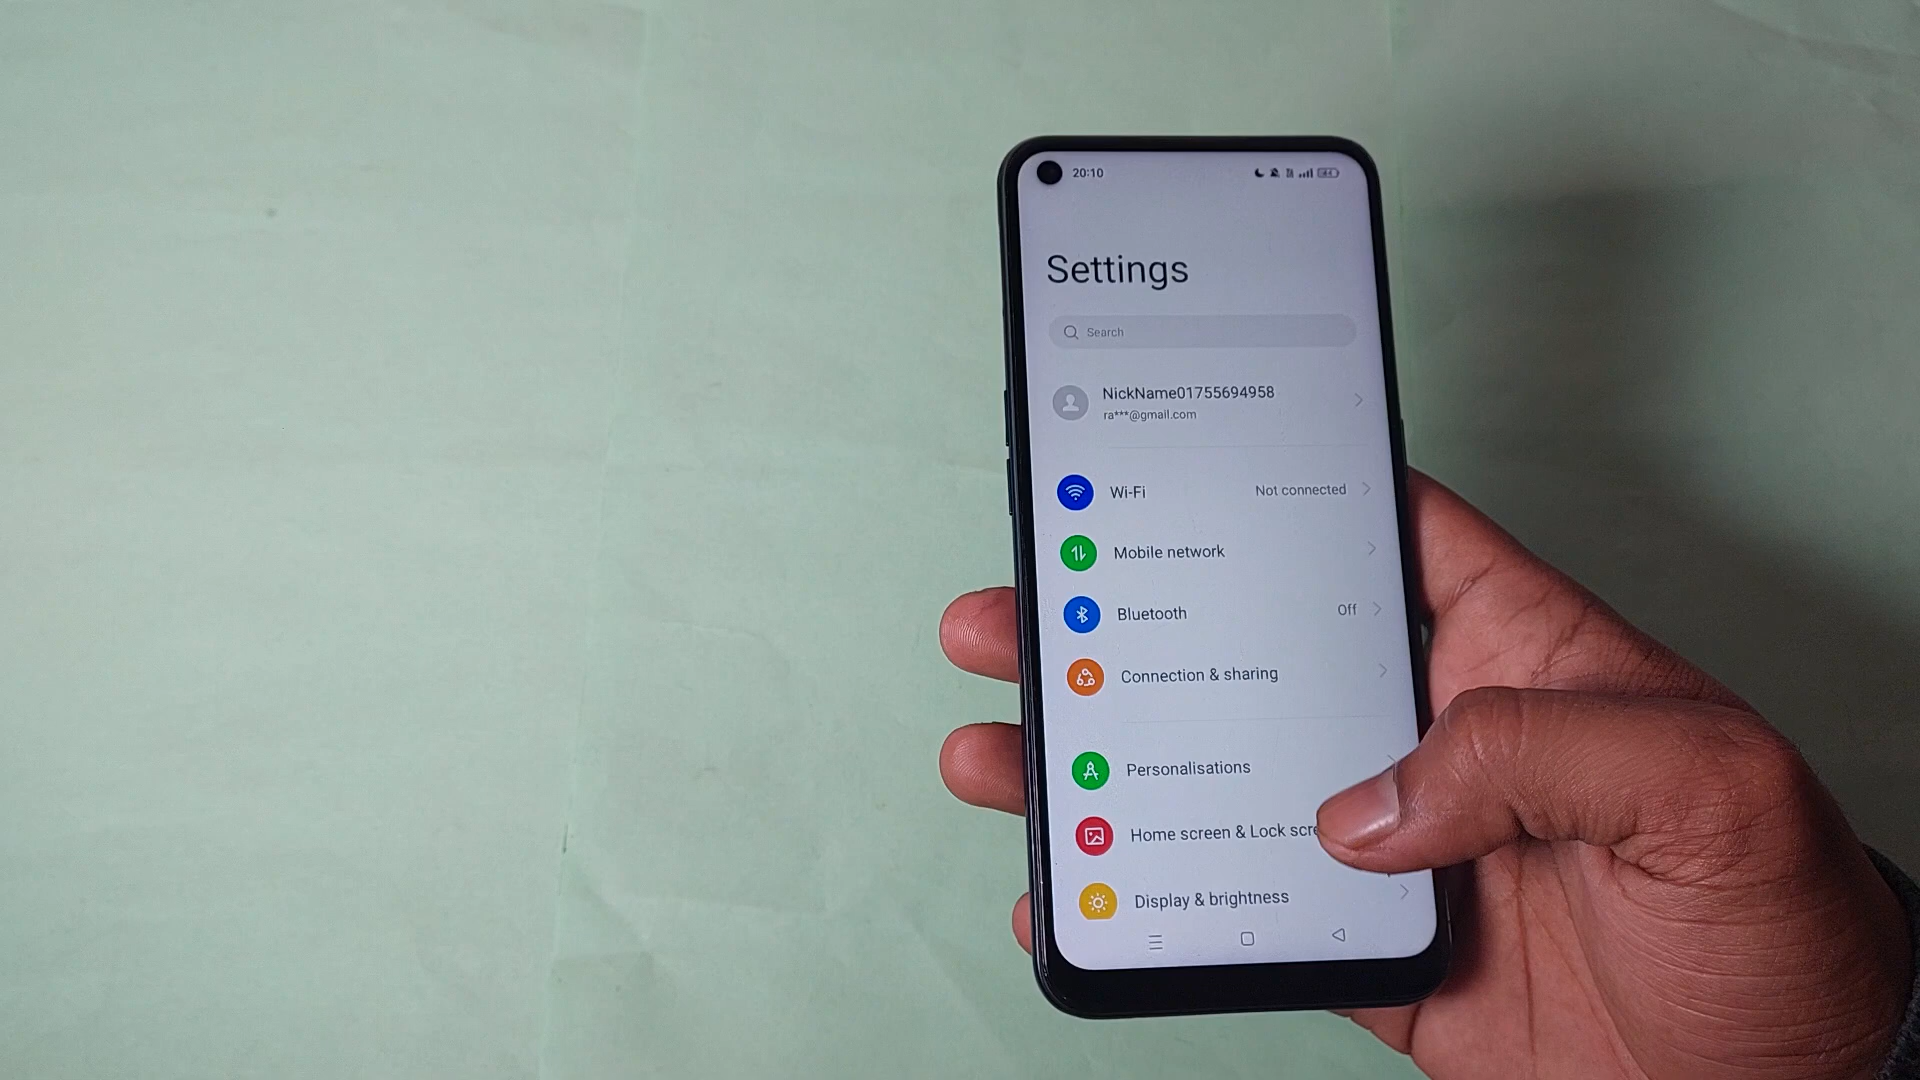 20:10
Settings
Search
NickName01755694958
ra***@gmail.com
Wi-Fi Not connected
Mobile network
Bluetooth Off
Connection & sharing
Personalisations
Home screen & Lock scre
Display & brightness